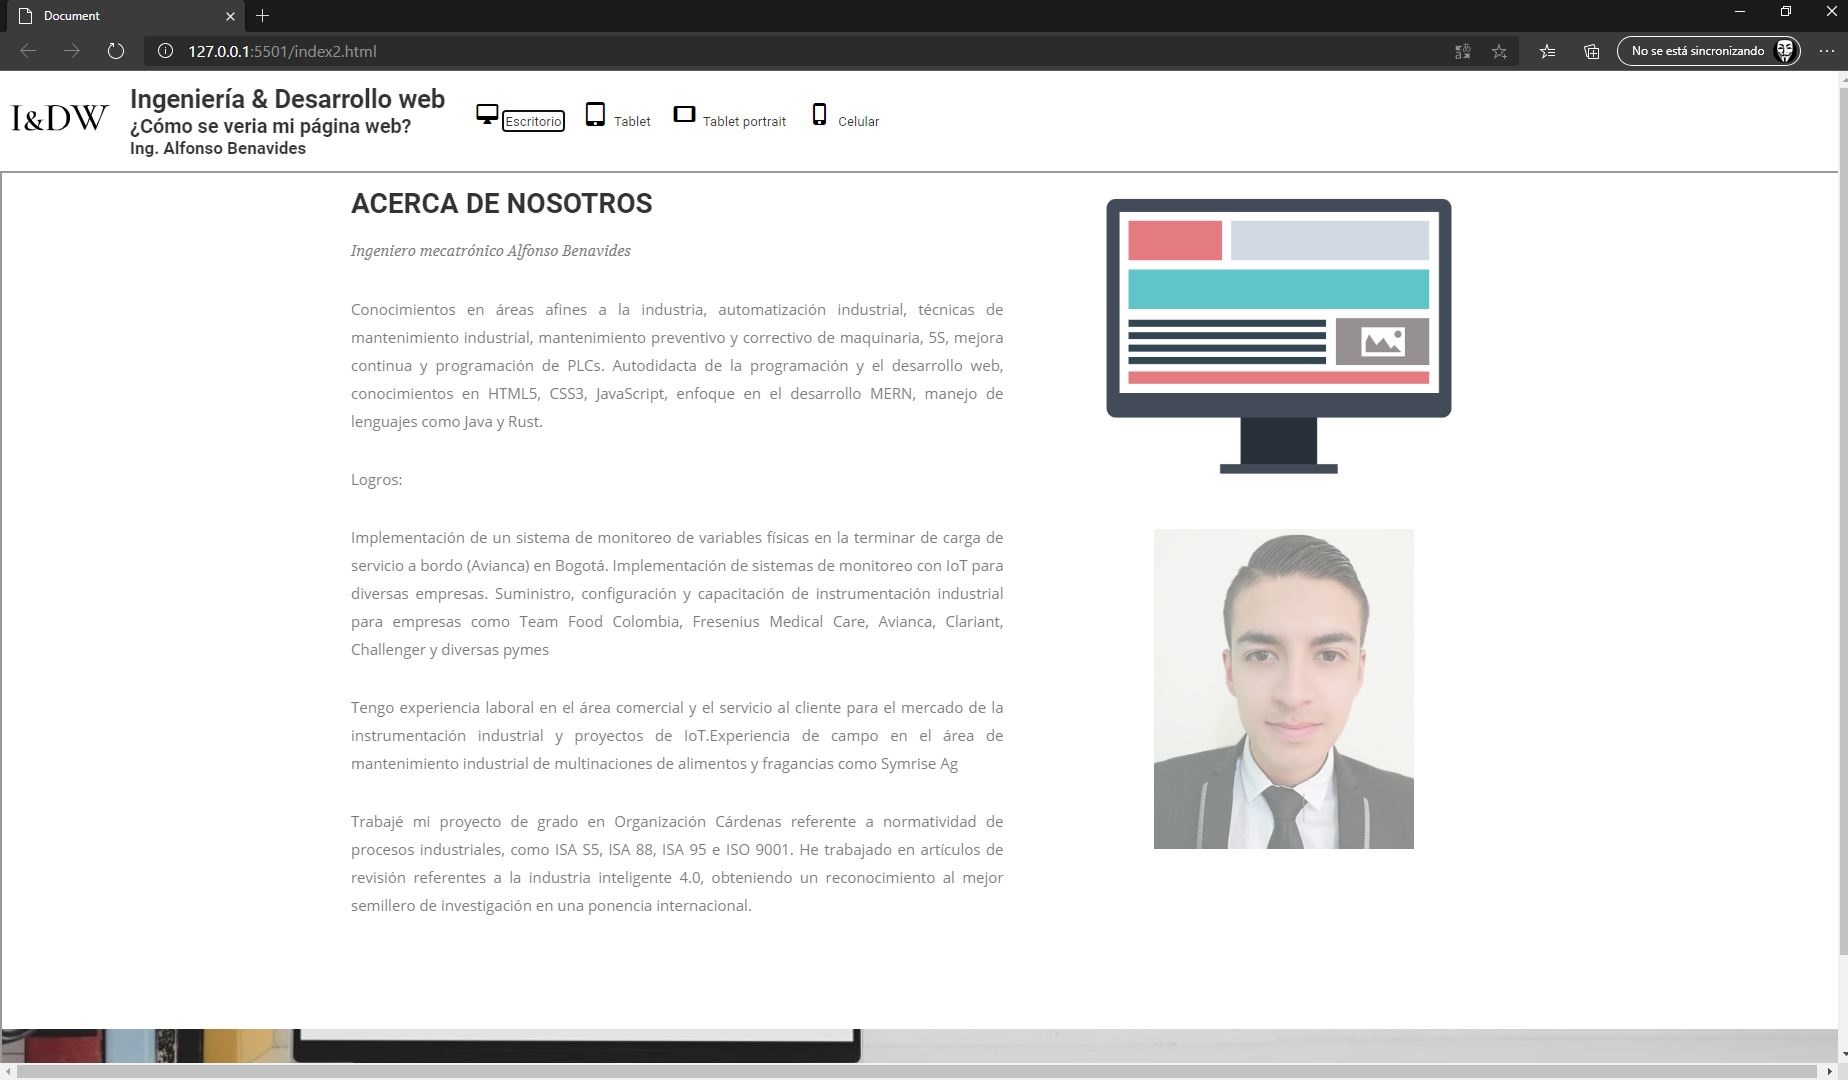 Document
127.0.0.1:5501/index2.html
No se está sincronizando
I&DW
Ingeniería & Desarrollo web
¿Cómo se veria mi página web?
Ing. Alfonso Benavides
Escritorio
Tablet
Tablet portrait
Celular
ACERCA DE NOSOTROS
Ingeniero mecatrónico Alfonso Benavides
Conocimientos en áreas afines a la industria, automatización industrial, técnicas de
mantenimiento industrial, mantenimiento preventivo y correctivo de maquinaria, 5S, mejora
continua y programación de PLCs. Autodidacta de la programación y el desarrollo web,
conocimientos en HTML5, CSS3, JavaScript, enfoque en el desarrollo MERN, manejo de
lenguajes como Java y Rust.
Logros:
Implementación de un sistema de monitoreo de variables físicas en la terminar de carga de
servicio a bordo (Avianca) en Bogotá. Implementación de sistemas de monitoreo con IoT para
diversas empresas. Suministro, configuración y capacitación de instrumentación industrial
para empresas como Team Food Colombia, Fresenius Medical Care, Avianca, Clariant,
Challenger y diversas pymes
Tengo experiencia laboral en el área comercial y el servicio al cliente para el mercado de la
instrumentación industrial y proyectos de IoT.Experiencia de campo en el área de
mantenimiento industrial de multinaciones de alimentos y fragancias como Symrise Ag
Trabajé mi proyecto de grado en Organización Cárdenas referente a normatividad de
procesos industriales, como ISA S5, ISA 88, ISA 95 e ISO 9001. He trabajado en artículos de
revisión referentes a la industria inteligente 4.0, obteniendo un reconocimiento al mejor
semillero de investigación en una ponencia internacional.